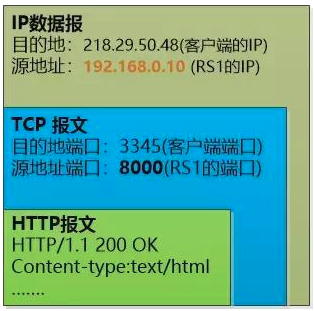 IP数据报
目的地：218.29.50.48(客户端的IP)
源地址：192.168.0.10 (RS1的IP)
TCP 报文
目的地端口：3345(客户端端口)
源地址端口：8000(RS1的端口)
HTTP报文
HTTP/1.1 200 OK
Content-type:text/html
.......